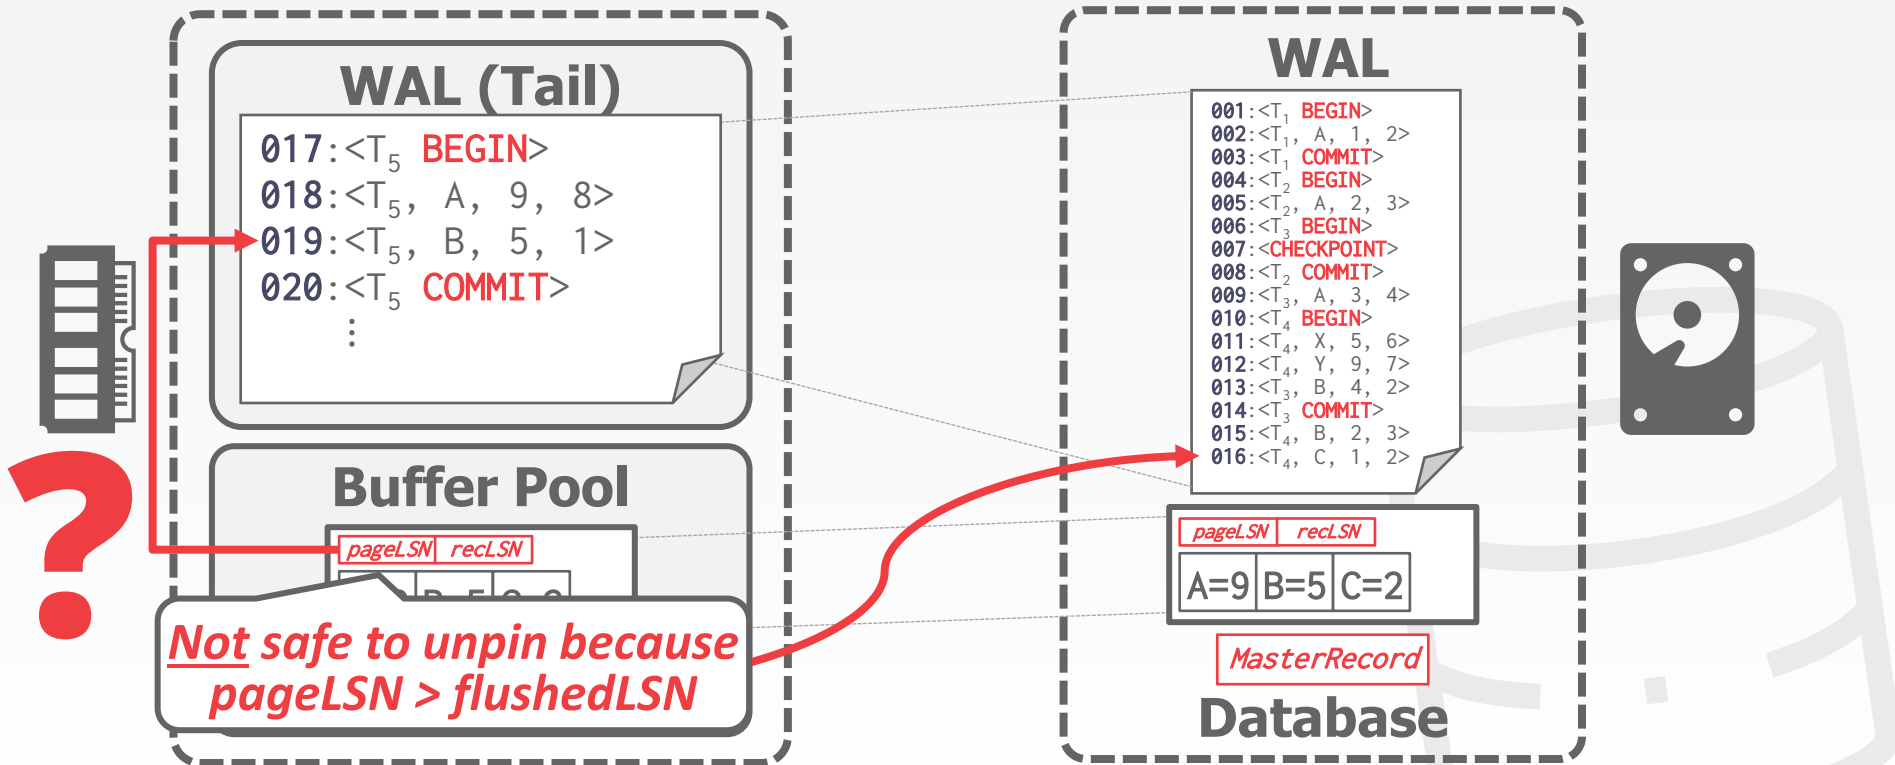 WAL (Tail)
017:<T5 BEGIN>
018:<T5, A, 9, 8>
019:<T5, B, 5, 1>
020:<T5 COMMIT>
⋮
?
Buffer Pool
pageLSN recLSN
Not safe to unpin because
pageLSN > flushedLSN
WAL
001:<T1 BEGIN>
002:<T1, A, 1, 2>
003:<T1 COMMIT>
004:<T2 BEGIN>
005:<T2, A, 2, 3>
006:<T3 BEGIN>
007:<CHECKPOINT>
008:<T2 COMMIT>
009:<T3, A, 3, 4>
010:<T4 BEGIN>
011:<T4, X, 5, 6>
012:<T4, Y, 9, 7>
013:<T3, B, 4, 2>
014:<T3 COMMIT>
015:<T4, B, 2, 3>
016:<T4, C, 1, 2>
pageLSN recLSN
A=9 B=5 C=2
MasterRecord
Database